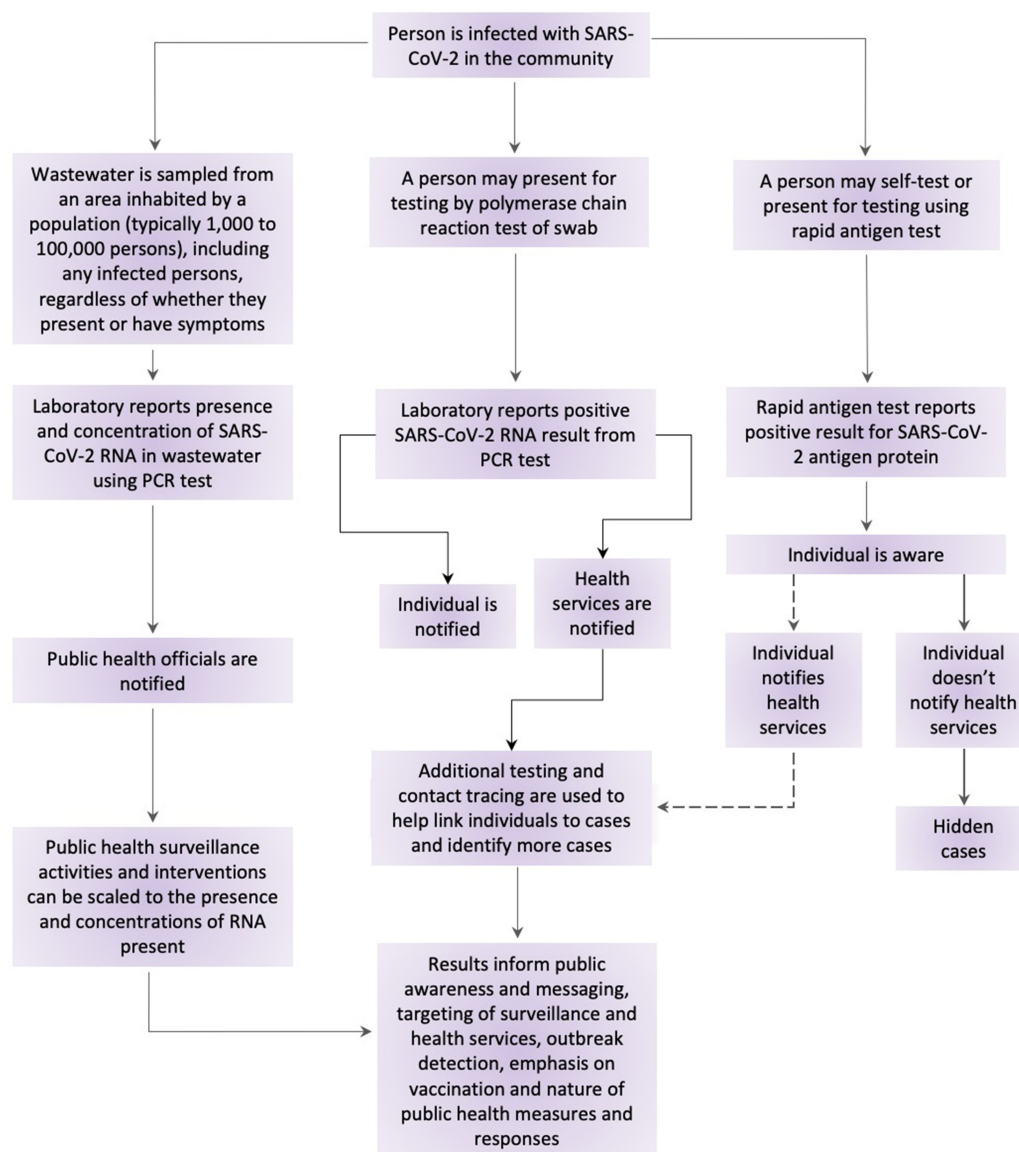 Person is infected with SARS-
CoV-2 in the community
Wastewater is sampled from
an area inhabited by a
population (typically 1,000 to
100,000 persons), including
any infected persons,
regardless of whether they
present or have symptoms
A person may present for
testing by polymerase chain
reaction test of swab
A person may self-test or
present for testing using
rapid antigen test
Laboratory reports presence
and concentration of SARS-
CoV-2 RNA in wastewater
using PCR test
Laboratory reports positive
SARS-CoV-2 RNA result from
PCR test
Rapid antigen test reports
positive result for SARS-CoV-
2 antigen protein
Individual is aware
Individual is
notified
Health
services are
notified
Public health officials are
notified
Individual
notifies
health
services
Individual
doesn’t
notify health
services
Additional testing and
contact tracing are used to
help link individuals to cases
and identify more cases
Hidden
cases
Public health surveillance
activities and interventions
can be scaled to the presence
and concentrations of RNA
present
Results inform public
awareness and messaging,
targeting of surveillance and
health services, outbreak
detection, emphasis on
vaccination and nature of
public health measures and
responses